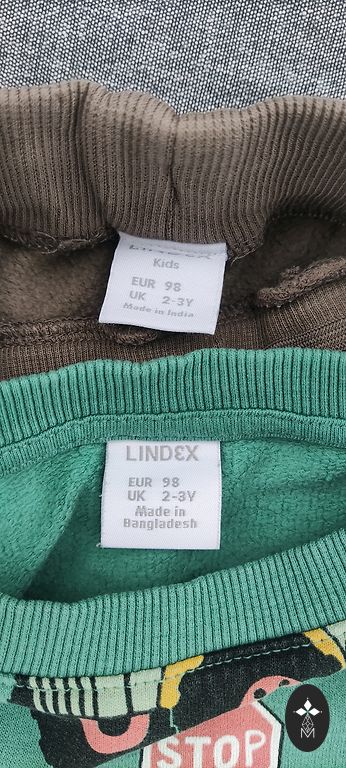 LINDEX
Kids
EUR 98
UK 2-3Y
Made in India
LINDEX
EUR 98
UK 2-3Y
Made in
Bangladesh
STOP